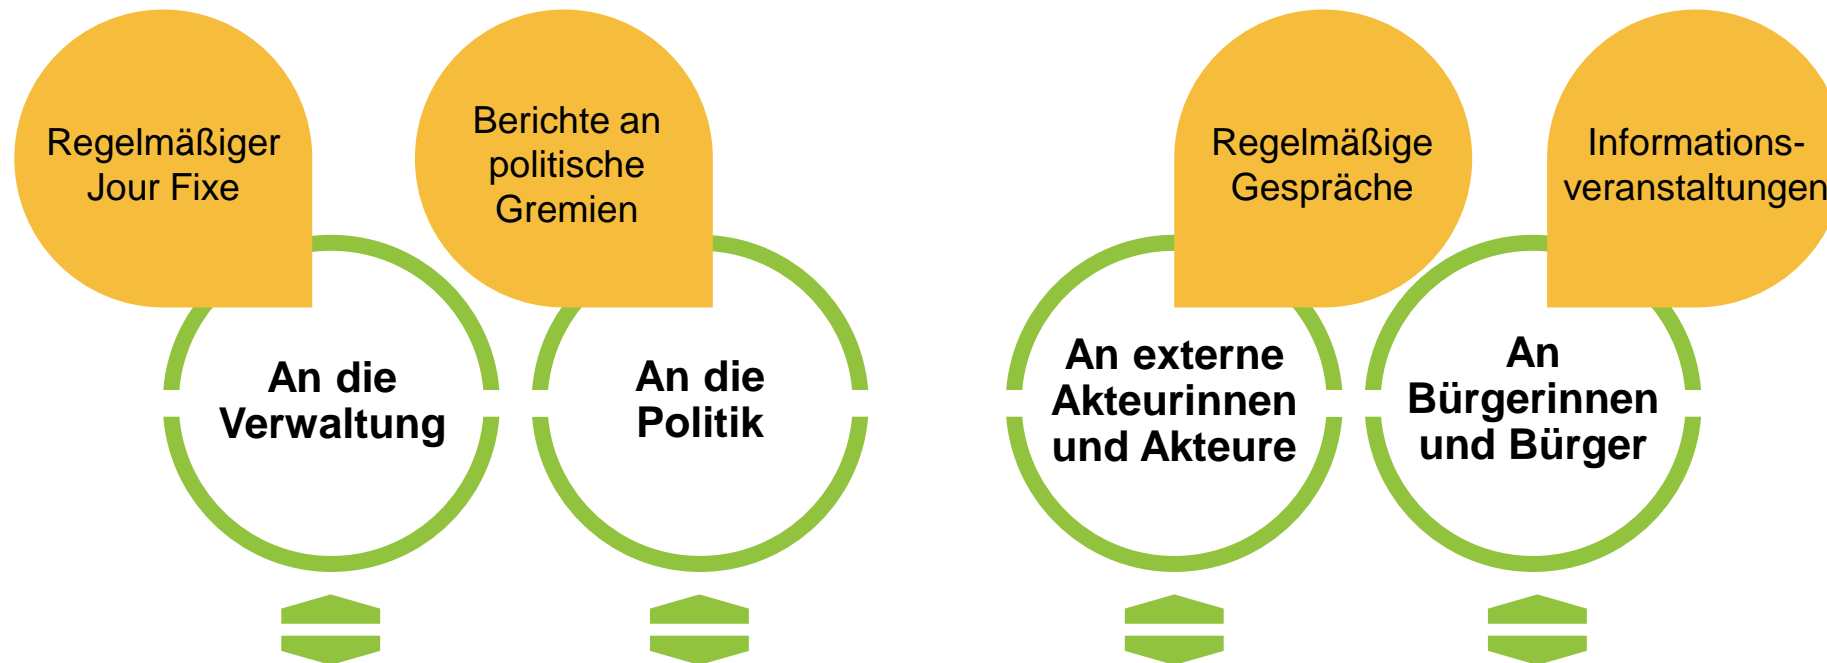 Regelmäßiger
Jour Fixe
Berichte an
politische
Gremien
Regelmäßige
Gespräche
Informations-
veranstaltungen
An die
Verwaltung
An die
Politik
An externe
Akteurinnen
und Akteure
An
Bürgerinnen
und Bürger